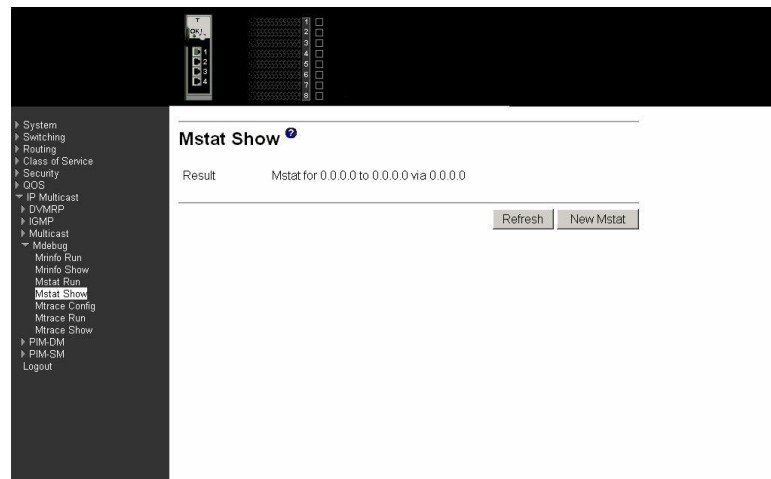 T
OK!
1
2
3
4
1
2
3
4
5
6
7
8
System
Switching
Routing
Class of Service
Security
QOS
IP Multicast
DVMRP
IGMP
Multicast
Mdebug
Mrinfo Run
Mrinfo Show
Mstat Run
Mstat Show
Mtrace Config
Mtrace Run
Mtrace Show
PIM-DM
PIM-SM
Logout
Mstat Show ?
Result Mstat for 0.0.0.0 to 0.0.0.0 via 0.0.0.0
Refresh New Mstat